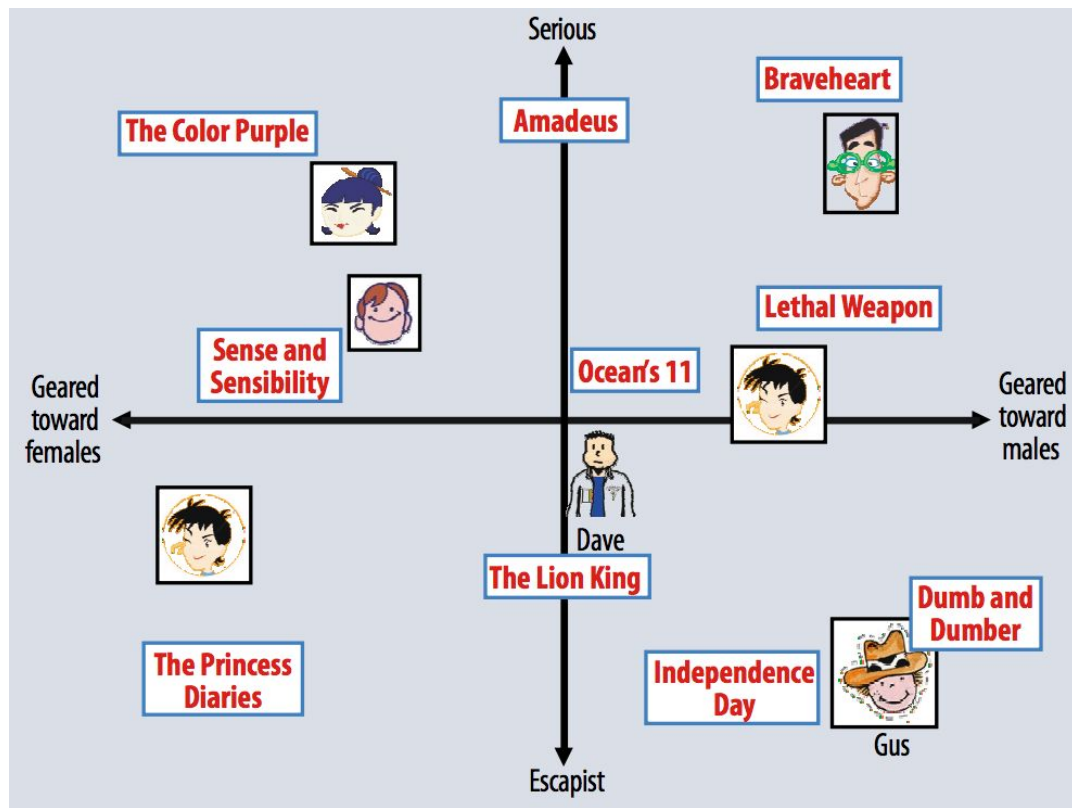 Serious
Braveheart
Amadeus
The Color Purple
Lethal Weapon
Sense and
Sensibility
Ocean's 11
Geared
toward
females
Geared
toward
males
Dave
The Lion King
Dumb and
Dumber
The Princess
Diaries
Independence
Day
Gus
Escapist